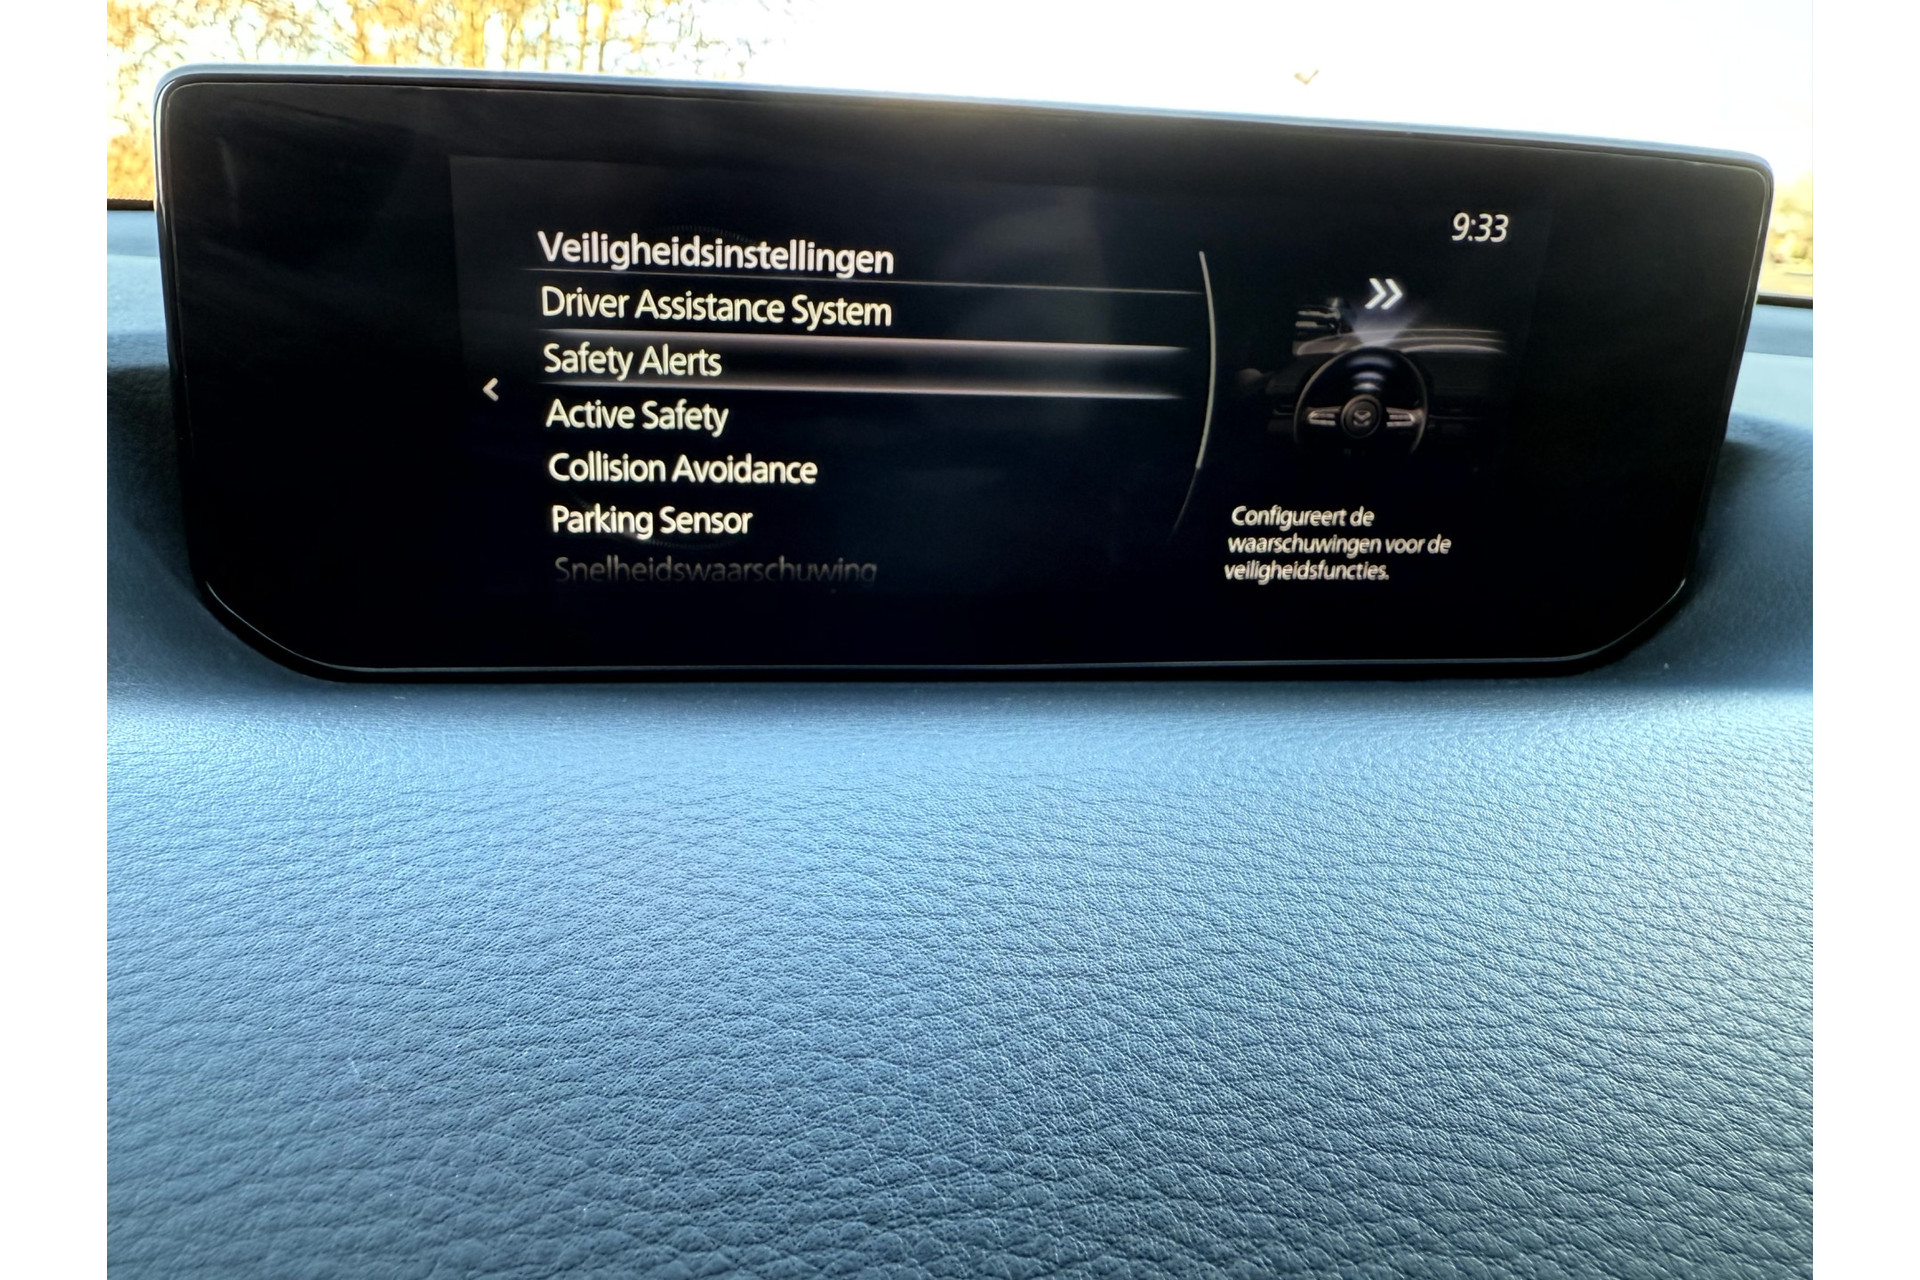 9:33
Veiligheidsinstellingen
Driver Assistance System
Safety Alerts
Active Safety
Collision Avoidance
Parking Sensor
Snelheidswaarschuwing
Configureert de
waarschuwingen voor de
veiligheidsfuncties.